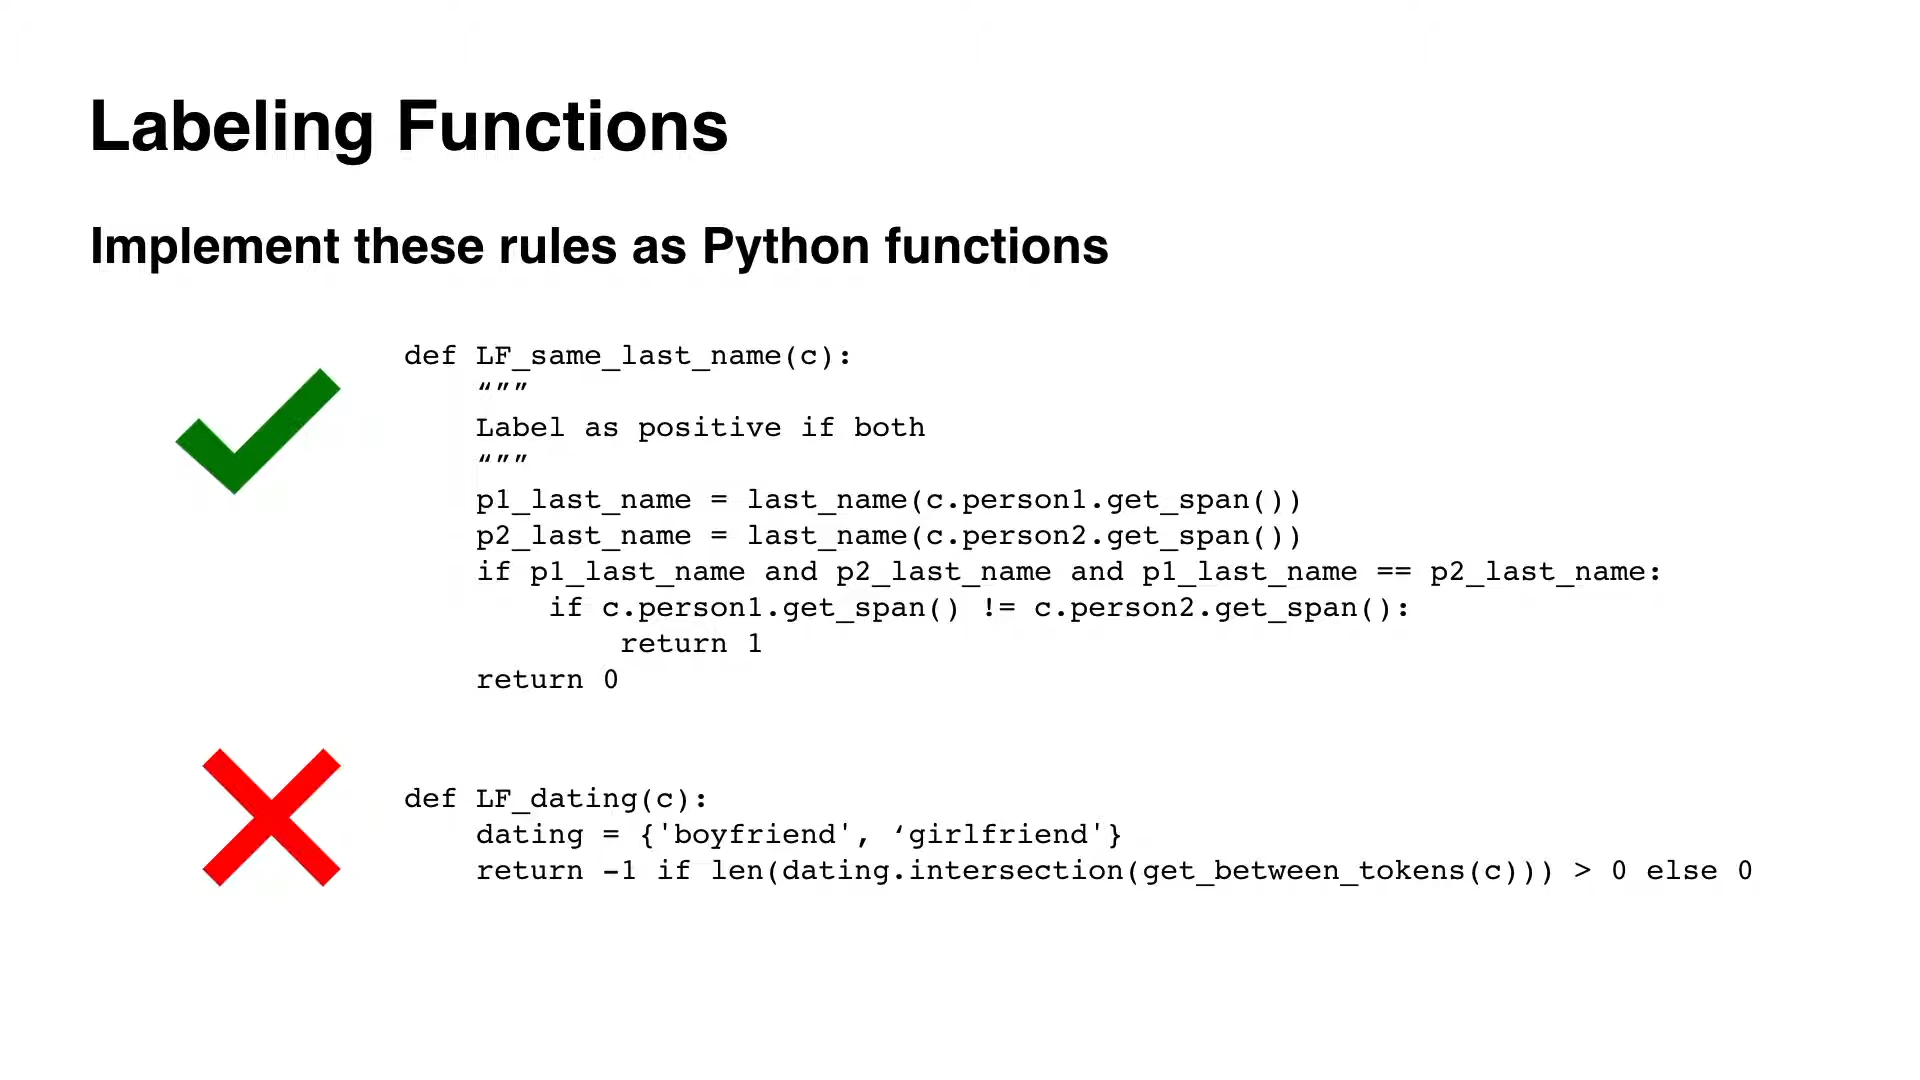 Labeling Functions
Implement these rules as Python functions
def LF_same_last_name(c):
“””
Label as positive if both
“””
p1_last_name = last_name(c.person1.get_span())
p2_last_name = last_name(c.person2.get_span())
if p1_last_name and p2_last_name and p1_last_name == p2_last_name:
if c.person1.get_span() != c.person2.get_span():
return 1
return 0
def LF_dating(c):
dating = {'boyfriend', ‘girlfriend'}
return -1 if len(dating.intersection(get_between_tokens(c))) > 0 else 0